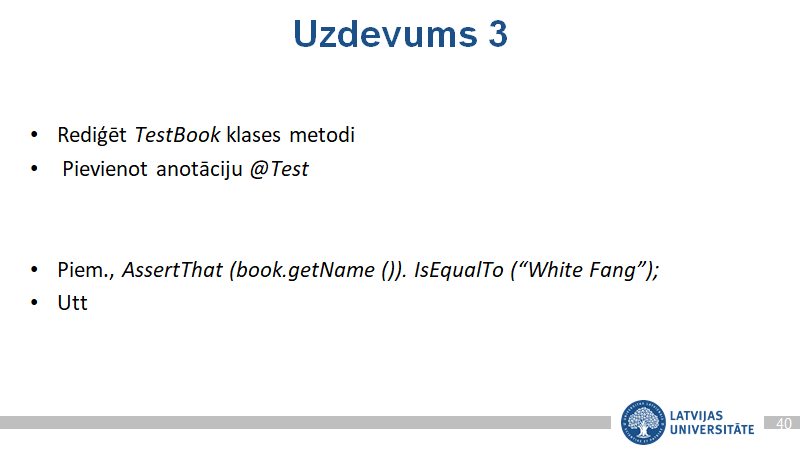 Uzdevums 3
• Rediģēt TestBook klases metodi
• Pievienot anotāciju @Test
• Piem., AssertThat (book.getName ()). IsEqualTo (“White Fang”);
• Utt
LATVIJAS
UNIVERSITĀTE
40